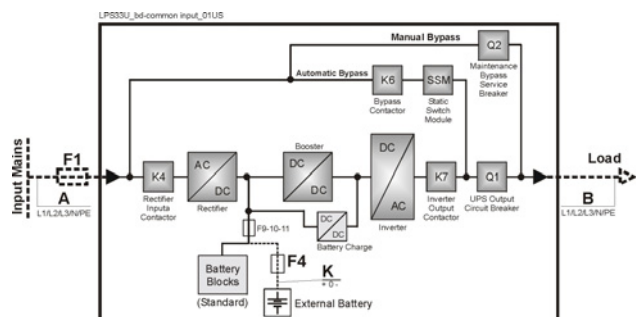 LPS33U_bd-common input_01US
Manual Bypass
Q2
Maintenance
Bypass
Service
Breaker
Automatic Bypass
K6
SSM
Bypass
Contactor
Static
Switch
Module
Input Mains
F1
A
L1/L2/L3/N/PE
K4
Rectifier
Inputa
Contactor
AC
DC
Rectifier
Booster
DC
DC
DC
AC
Inverter
K7
Inverter
Output
Contactor
Q1
UPS Output
Circuit Breaker
Load
B
L1/L2/L3/N/PE
F9-10-11
DC
DC
Battery Charge
Battery
Blocks
(Standard)
F4
K
+ 0 -
External Battery